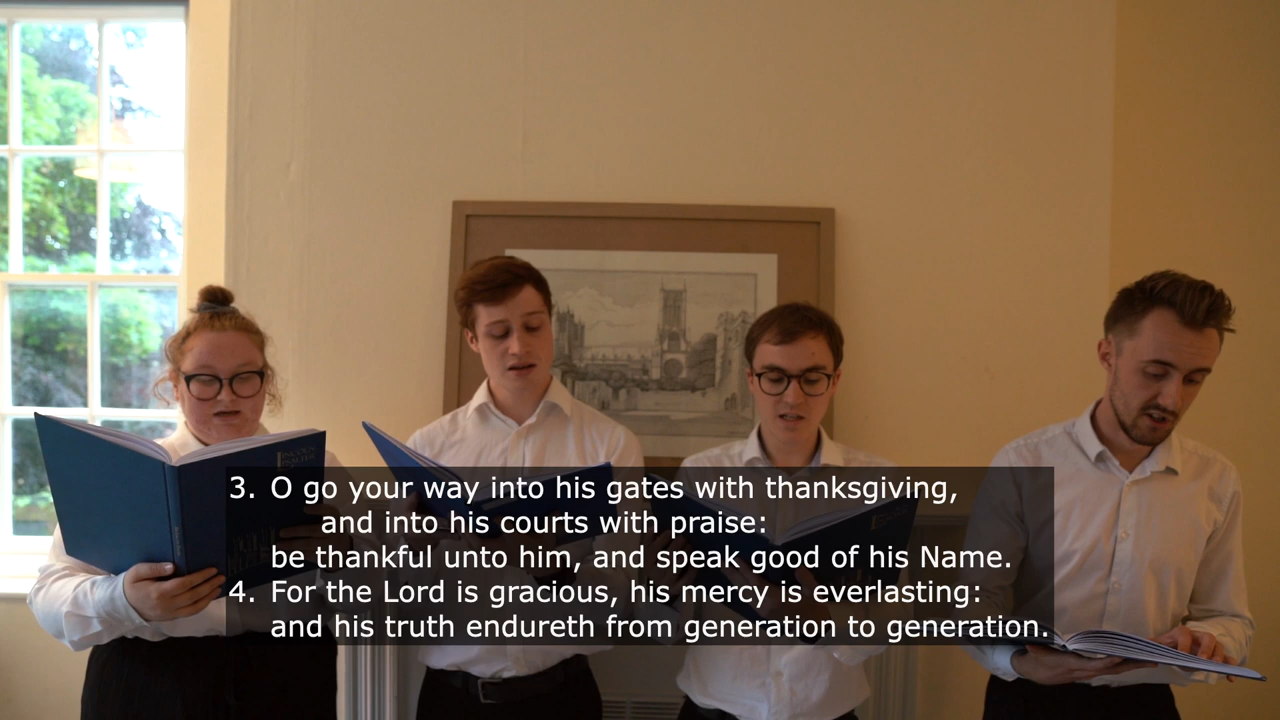 LINCOLN
PSALTER
3. O go your way into his gates with thanksgiving,
and into his courts with praise:
be thankful unto him, and speak good of his Name.
4. For the Lord is gracious, his mercy is everlasting:
and his truth endureth from generation to generation.